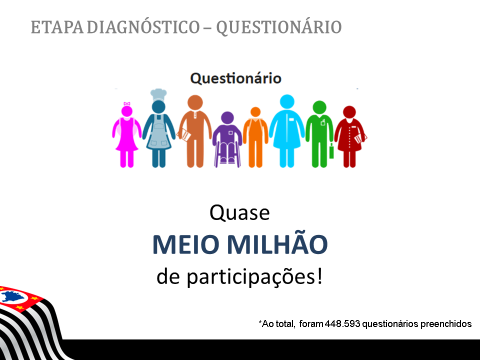 ETAPA DIAGNÓSTICO – QUESTIONÁRIO
Questionário
Quase
MEIO MILHÃO
de participações!
*Ao total, foram 448.593 questionários preenchidos